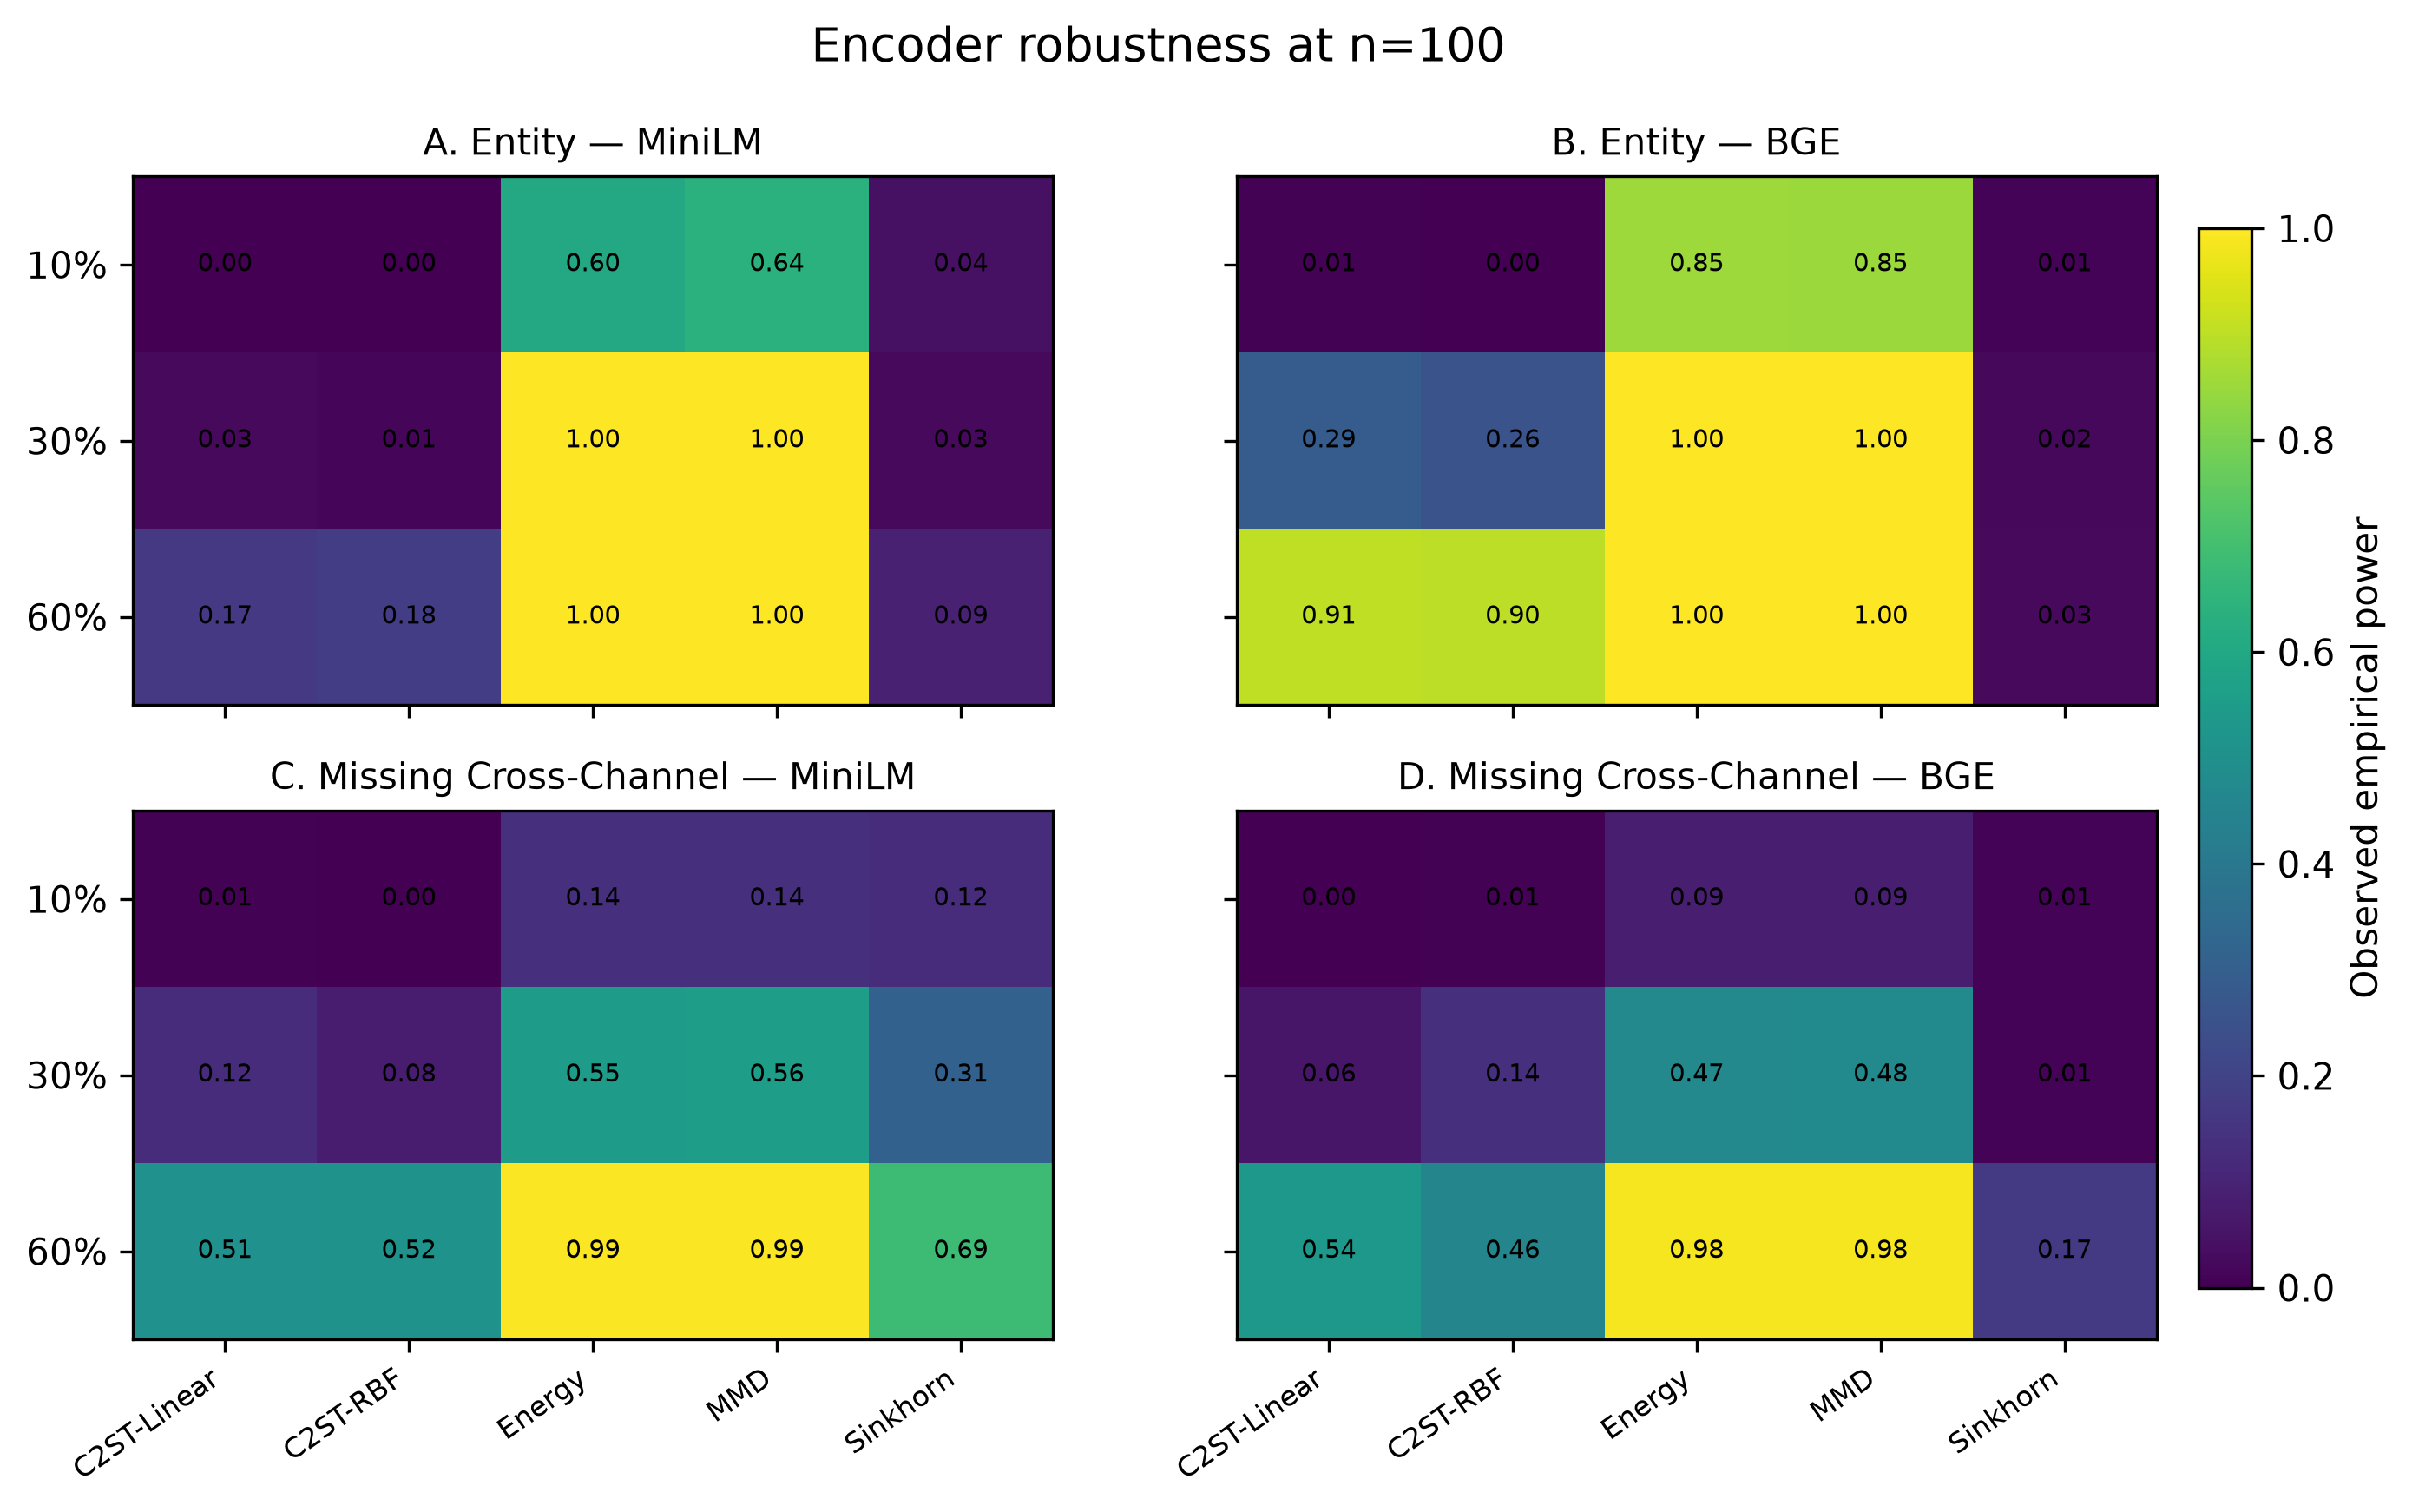 Encoder robustness at n=100
A. Entity — MiniLM
10% 0.00 0.00 0.60 0.64 0.04
30% 0.03 0.01 1.00 1.00 0.03
60% 0.17 0.18 1.00 1.00 0.09
B. Entity — BGE
0.01 0.00 0.85 0.85 0.01
0.29 0.26 1.00 1.00 0.02
0.91 0.90 1.00 1.00 0.03
C. Missing Cross-Channel — MiniLM
10% 0.01 0.00 0.14 0.14 0.12
30% 0.12 0.08 0.55 0.56 0.31
60% 0.51 0.52 0.99 0.99 0.69
C2ST-Linear C2ST-RBF Energy MMD Sinkhorn
D. Missing Cross-Channel — BGE
0.00 0.01 0.09 0.09 0.01
0.06 0.14 0.47 0.48 0.01
0.54 0.46 0.98 0.98 0.17
C2ST-Linear C2ST-RBF Energy MMD Sinkhorn
1.0
0.8
0.6
0.4
0.2
0.0
Observed empirical power